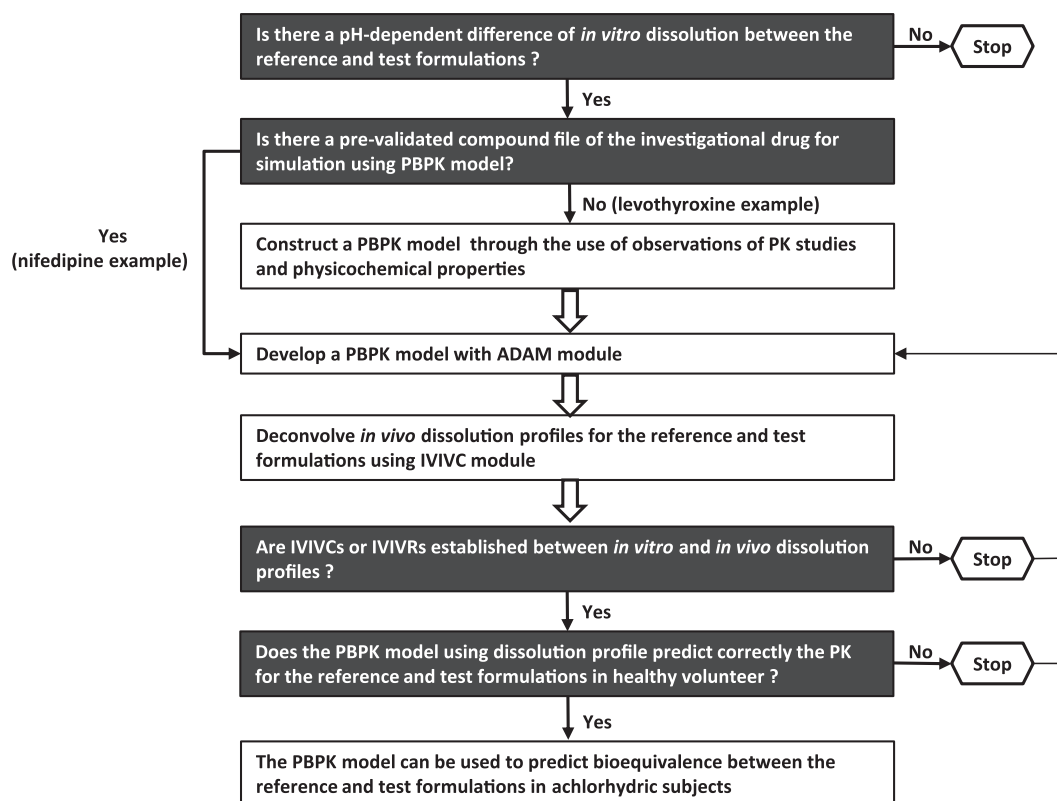 Is there a pH-dependent difference of in vitro dissolution between the
reference and test formulations ?
No
Stop
Yes
Is there a pre-validated compound file of the investigational drug for
simulation using PBPK model?
No (levothyroxine example)
Yes
(nifedipine example)
Construct a PBPK model through the use of observations of PK studies
and physicochemical properties
Develop a PBPK model with ADAM module
Deconvolve in vivo dissolution profiles for the reference and test
formulations using IVIVC module
Are IVIVCs or IVIVRs established between in vitro and in vivo dissolution
profiles ?
No
Stop
Yes
Does the PBPK model using dissolution profile predict correctly the PK
for the reference and test formulations in healthy volunteer ?
No
Stop
Yes
The PBPK model can be used to predict bioequivalence between the
reference and test formulations in achlorhydric subjects